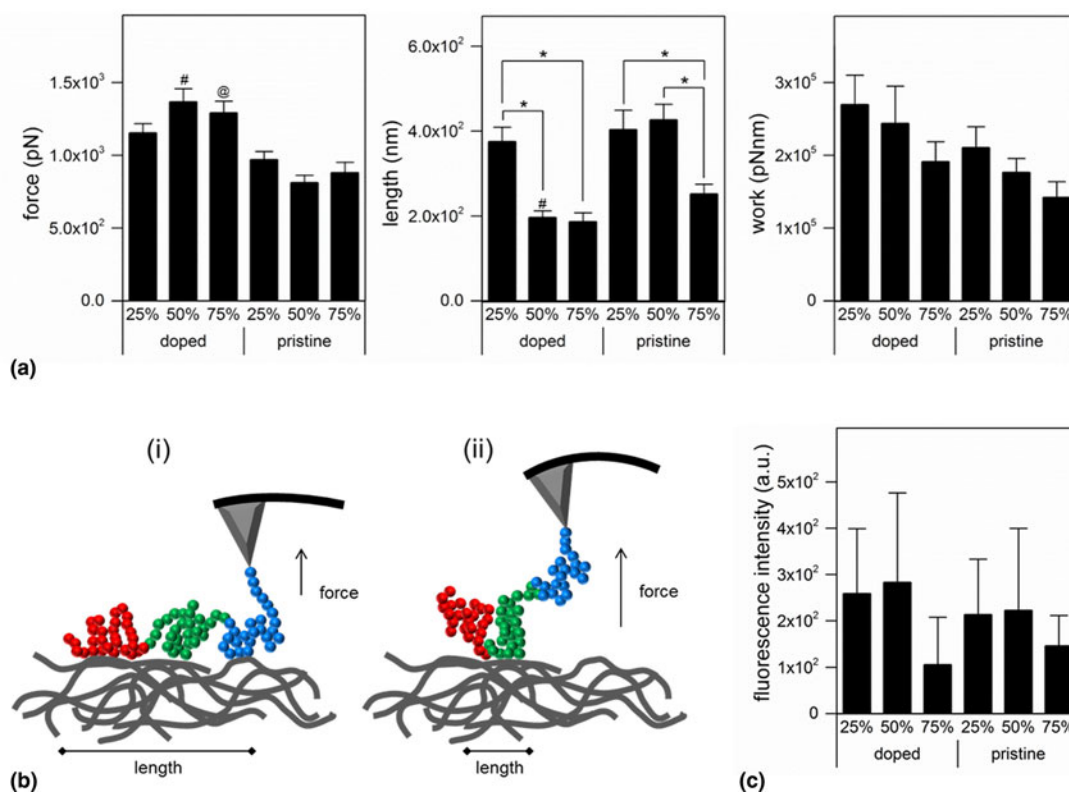 force (pN)
1.5x10³
1.0x10³
5.0x10²
0.0
# @
25% 50% 75% 25% 50% 75%
doped pristine
length (nm)
6.0x10²
4.0x10²
2.0x10²
0.0
* *
* *
#
25% 50% 75% 25% 50% 75%
doped pristine
work (pNnm)
3x10⁵
2x10⁵
1x10⁵
0
25% 50% 75% 25% 50% 75%
doped pristine
(a)
(i)
force
length
(ii)
force
length
(b)
fluorescence intensity (a.u.)
5x10²
4x10²
3x10²
2x10²
1x10²
0
25% 50% 75% 25% 50% 75%
doped pristine
(c)